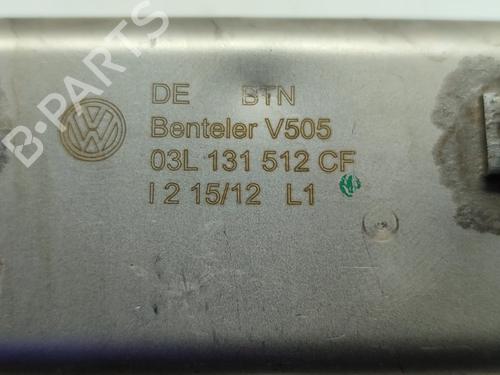 DE BTN
Benteler V505
03L 131 512 CF
I 2 15/12 L1
B-Parts